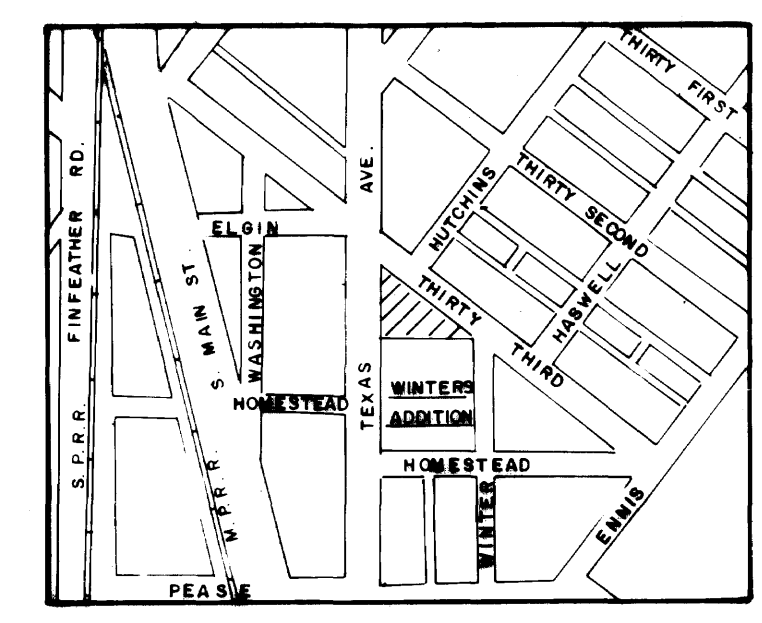 THIRTY FIRST
FINFEATHER RD.
AVE.
HUTCHINS
THIRTY SECOND
ELGIN
WASHINGTON
S. MAIN ST.
HASWELL
THIRTY
THIRD
TEXAS
WINTERS
ADDITION
HOMESTEAD
S.P.R.R.
M.P.R.R.
HOMESTEAD
WINTER
ENNIS
PEASE